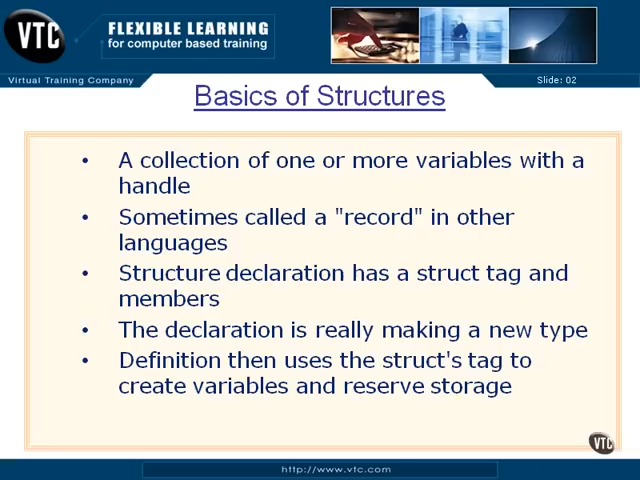 VTC
FLEXIBLE LEARNING
for computer based training
Virtual Training Company
Slide: 02
Basics of Structures
• A collection of one or more variables with a
handle
• Sometimes called a "record" in other
languages
• Structure declaration has a struct tag and
members
• The declaration is really making a new type
• Definition then uses the struct's tag to
create variables and reserve storage
VTC
http://www.vtc.com